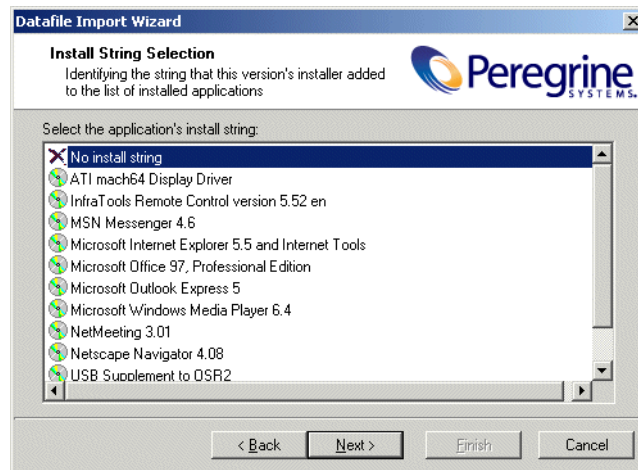 Datafile Import Wizard
Install String Selection
Identifying the string that this version's installer added
to the list of installed applications
Peregrine
SYSTEMS.
Select the application's install string:
No install string
ATI mach64 Display Driver
InfraTools Remote Control version 5.52 en
MSN Messenger 4.6
Microsoft Internet Explorer 5.5 and Internet Tools
Microsoft Office 97, Professional Edition
Microsoft Outlook Express 5
Microsoft Windows Media Player 6.4
NetMeeting 3.01
Netscape Navigator 4.08
USB Supplement to OSR2
< Back
Next >
Finish
Cancel